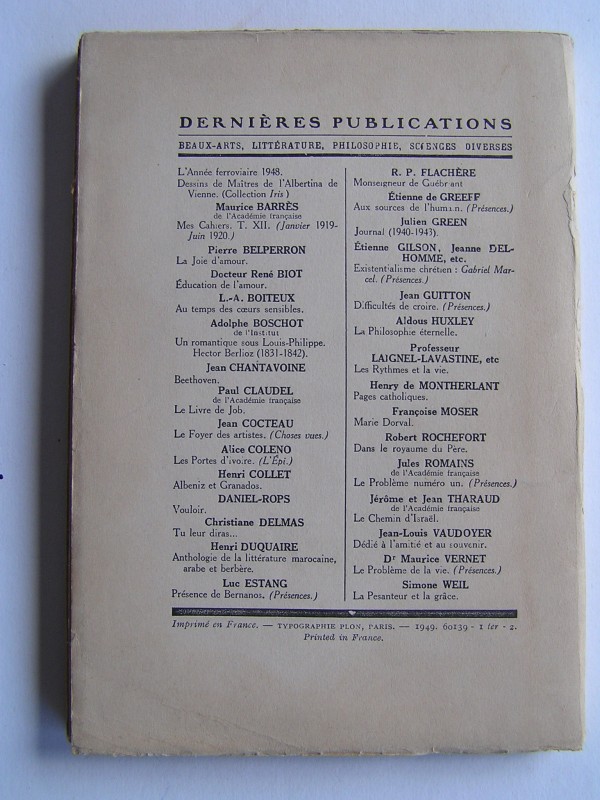 DERNIÈRES PUBLICATIONS
BEAUX-ARTS, LITTÉRATURE, PHILOSOPHIE, SCIENCES DIVERSES
L'Année ferroviaire 1948.
Dessins de Maîtres de l'Albertina de
Vienne. (Collection Iris)
Maurice BARRÈS
de l'Académie française
Mes Cahiers. T. XII. (Janvier 1919-
Juin 1920.)
Pierre BELPERRON
La Joie d'amour.
Docteur René BIOT
Éducation de l'amour.
L.-A. BOITEUX
Au temps des cœurs sensibles.
Adolphe BOSCHOT
de l'Institut
Un romantique sous Louis-Philippe.
Hector Berlioz (1831-1842).
Jean CHANTAVOINE
Beethoven.
Paul CLAUDEL
de l'Académie française
Le Livre de Job.
Jean COCTEAU
Le Foyer des artistes. (Choses vues.)
Alice COLENO
Les Portes d'ivoire. (L'Épi.)
Henri COLLET
Albeniz et Granados.
DANIEL-ROPS
Vouloir.
Christiane DELMAS
Tu leur diras...
Henri DUQUAIRE
Anthologie de la littérature marocaine,
arabe et berbère.
Luc ESTANG
Présence de Bernanos. (Présences.)
R. P. FLACHÈRE
Monseigneur de Guébriant
Étienne de GREEFF
Aux sources de l'humain. (Présences.)
Julien GREEN
Journal (1940-1943).
Étienne GILSON, Jeanne DEL-
HOMME, etc.
Existentialisme chrétien : Gabriel Mar-
cel. (Présences.)
Jean GUITTON
Difficultés de croire. (Présences.)
Aldous HUXLEY
La Philosophie éternelle.
Professeur
LAIGNEL-LAVASTINE, etc
Les Rythmes et la vie.
Henry de MONTHERLANT
Pages catholiques.
Françoise MOSER
Marie Dorval.
Robert ROCHEFORT
Dans le royaume du Père.
Jules ROMAINS
de l'Académie française
Le Problème numéro un. (Présences.)
Jérôme et Jean THARAUD
de l'Académie française
Le Chemin d'Israël.
Jean-Louis VAUDOYER
Dédié à l'amitié et au souvenir.
Dr Maurice VERNET
Le Problème de la vie. (Présences.)
Simone WEIL
La Pesanteur et la grâce.
Imprimé en France. — TYPOGRAPHIE PLON, PARIS. — 1949. 60139 - 1 ter - 2.
Printed in France.